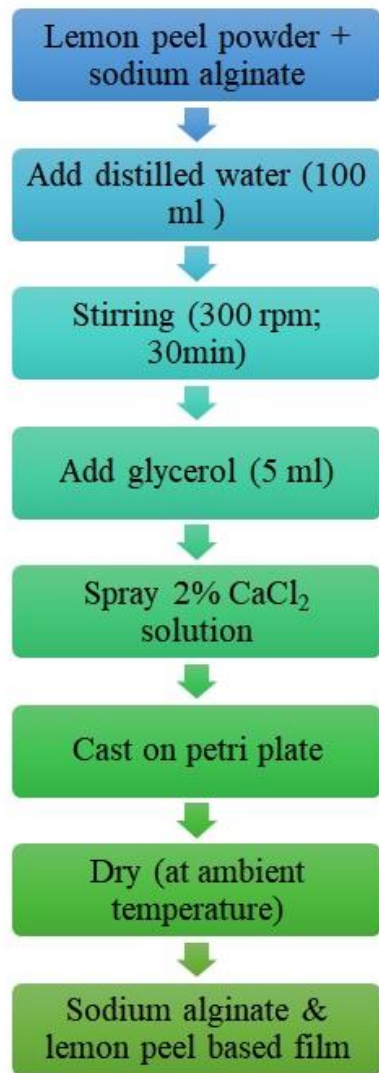 Lemon peel powder +
sodium alginate
Add distilled water (100
ml )
Stirring (300 rpm;
30min)
Add glycerol (5 ml)
Spray 2% CaCl₂
solution
Cast on petri plate
Dry (at ambient
temperature)
Sodium alginate &
lemon peel based film